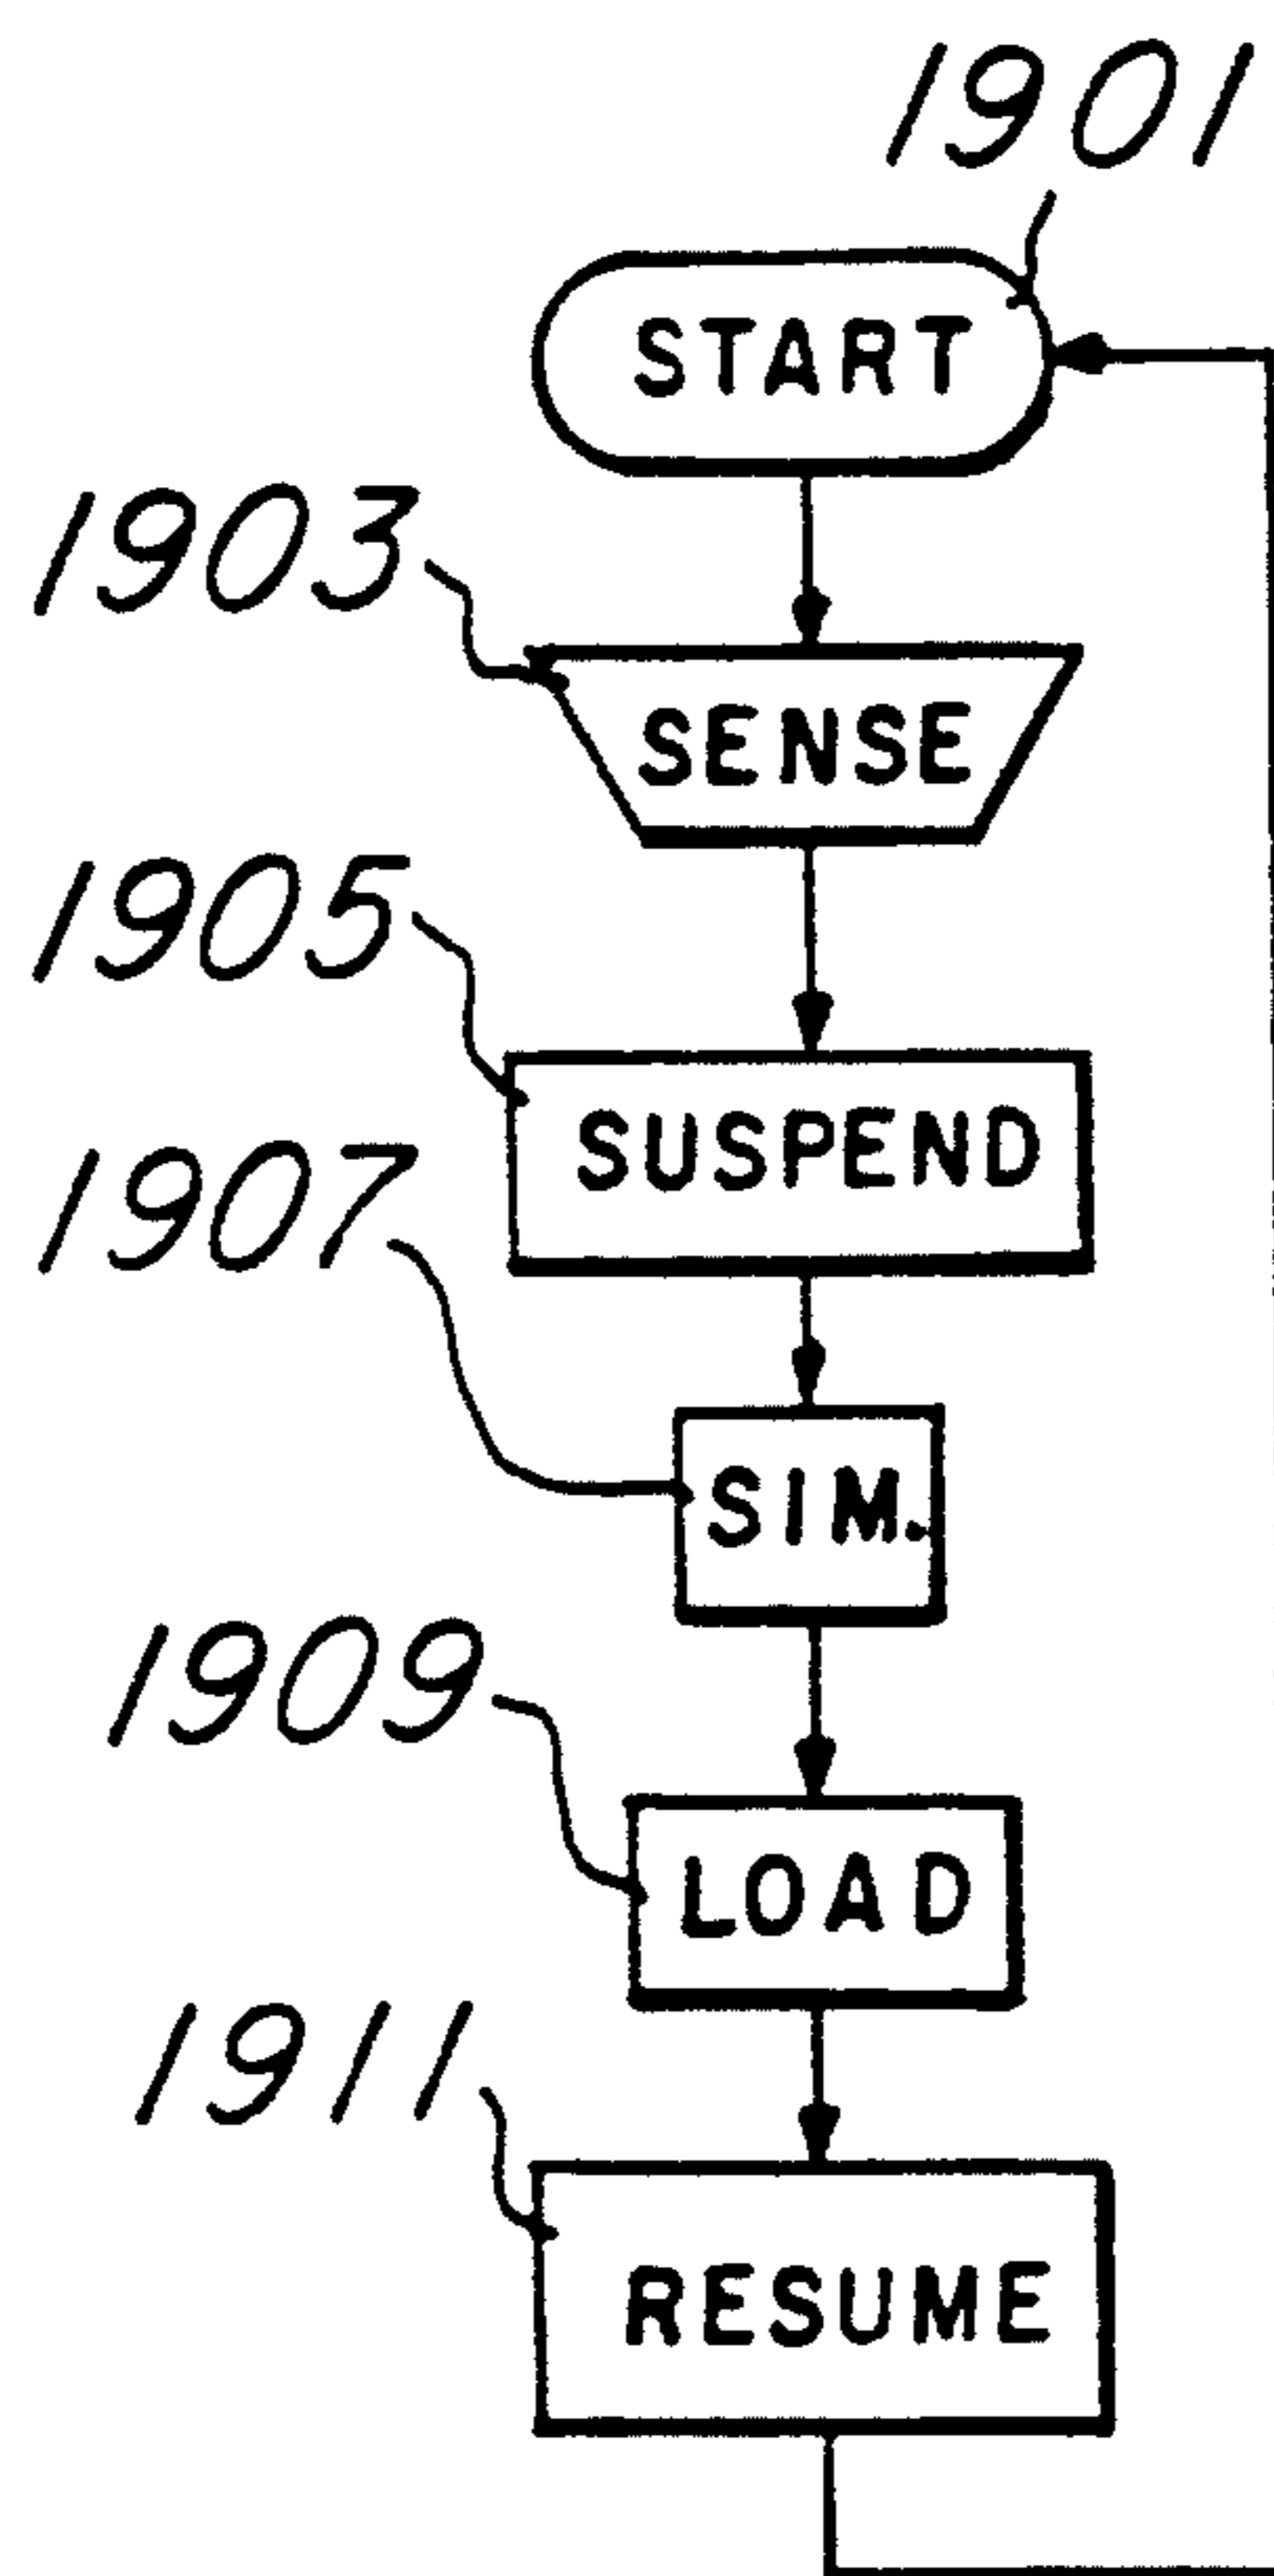 1901
START
1903
SENSE
1905
SUSPEND
1907
SIM.
1909
LOAD
1911
RESUME